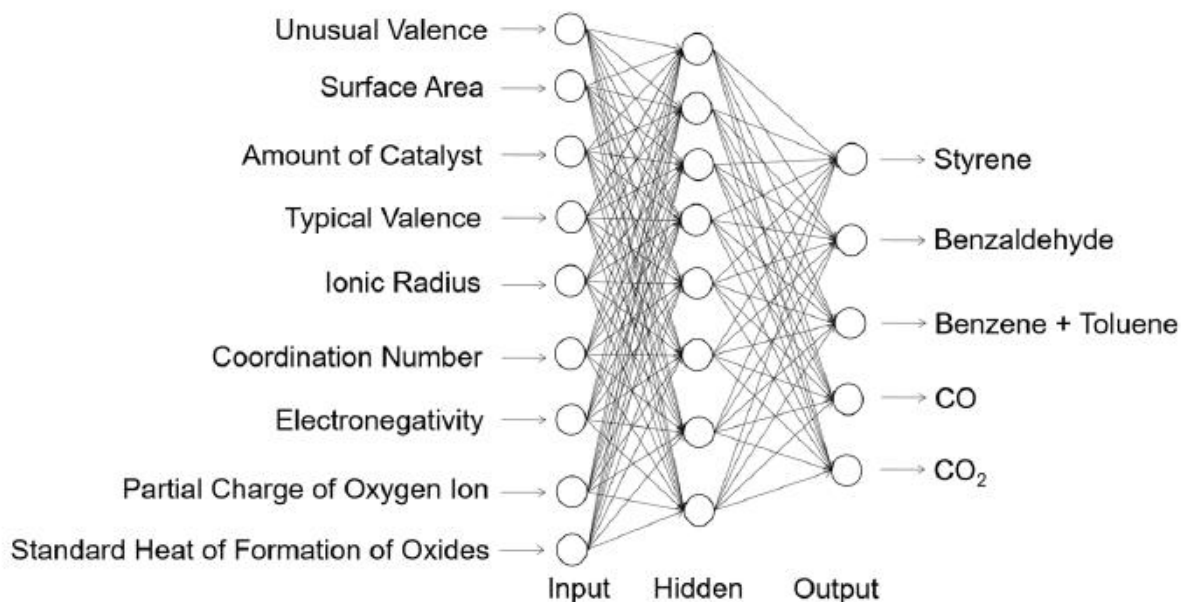 Unusual Valence
Surface Area
Amount of Catalyst
Typical Valence
Ionic Radius
Coordination Number
Electronegativity
Partial Charge of Oxygen Ion
Standard Heat of Formation of Oxides
Styrene
Benzaldehyde
Benzene + Toluene
CO
CO₂
Input Hidden Output